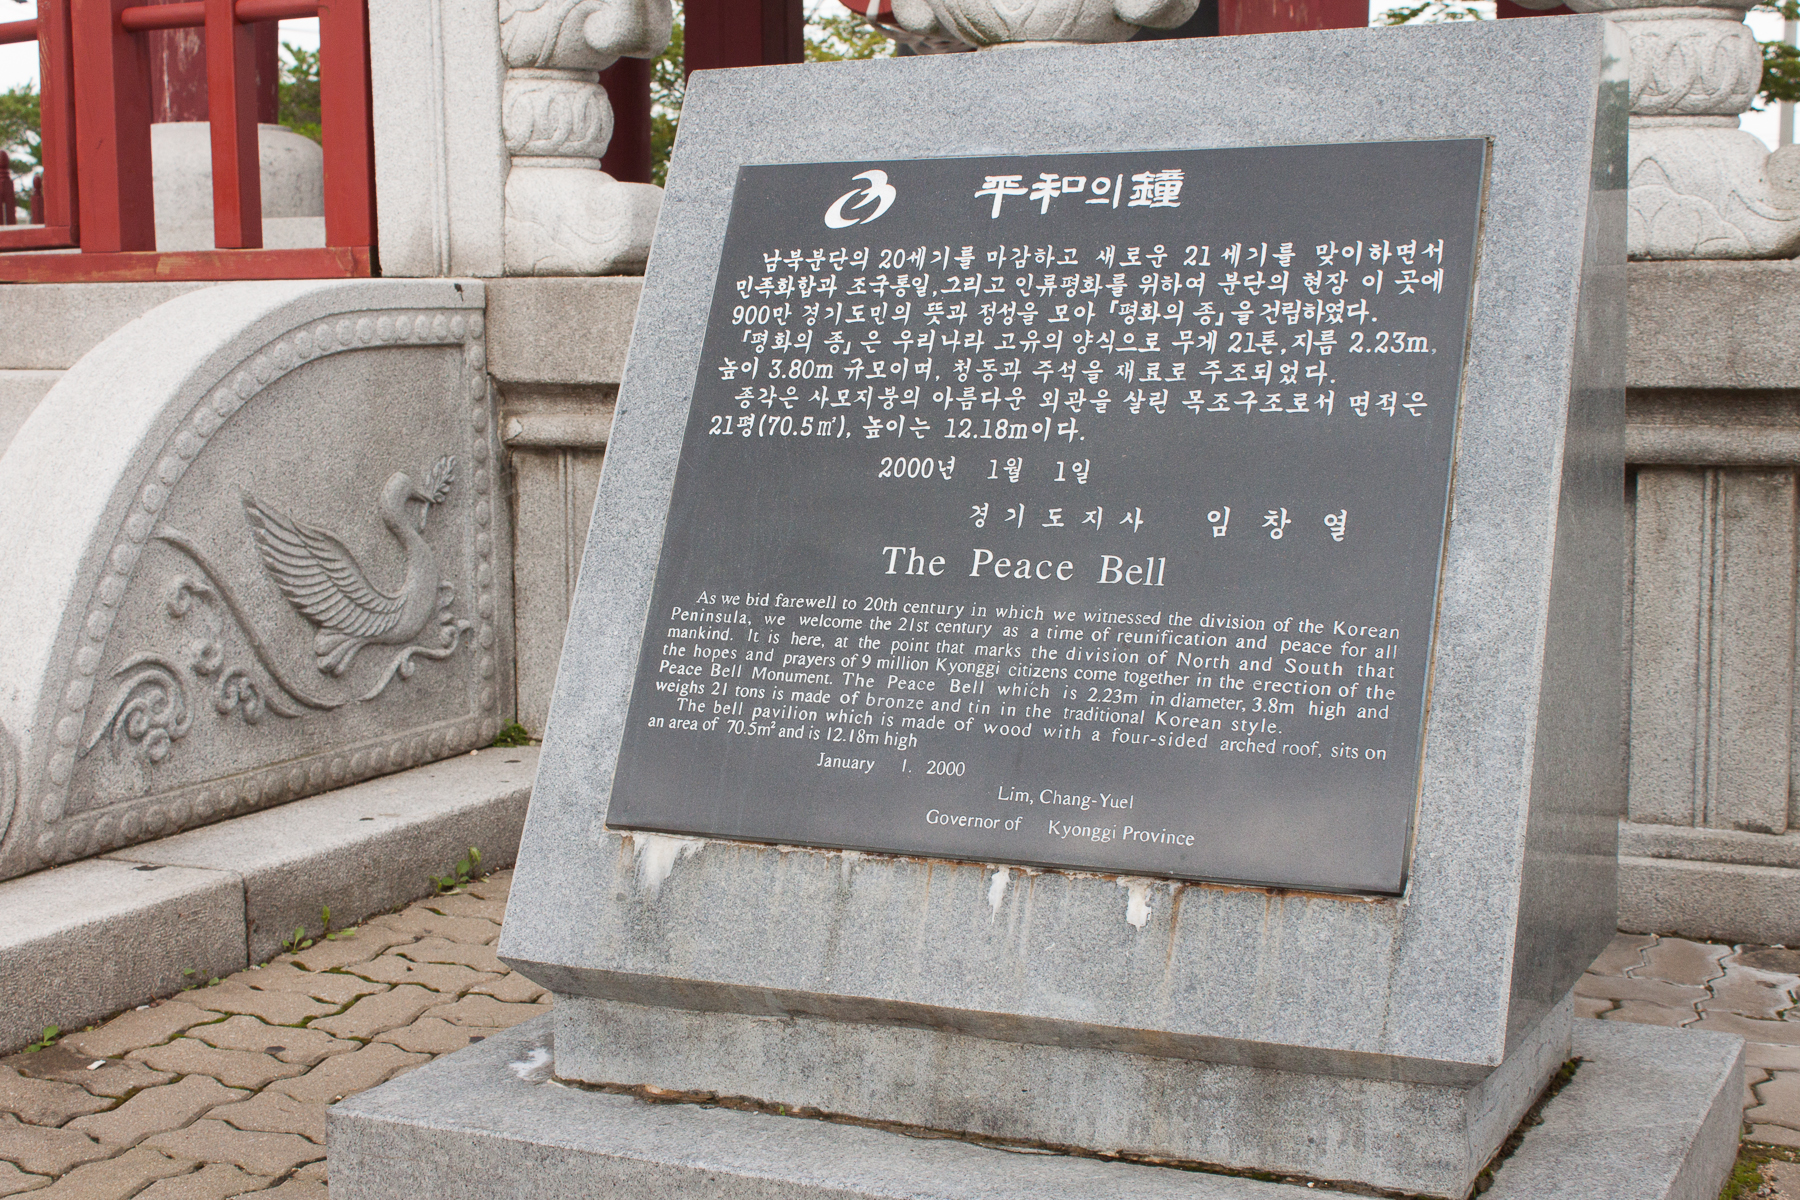 平和의鐘
남북분단의 20세기를 마감하고 새로운 21세기를 맞이하면서
민족화합과 조국통일,그리고 인류평화를 위하여 분단의 현장 이 곳에
900만 경기도민의 뜻과 정성을 모아 「평화의 종」을 건립하였다.
「평화의 종」은 우리나라 고유의 양식으로 무게 21톤, 지름 2.23m,
높이 3.80m 규모이며, 청동과 주석을 재료로 주조되었다.
종각은 사모지붕의 아름다운 외관을 살린 목조구조로서 면적은
21평(70.5㎡), 높이는 12.18m이다.
2000년 1월 1일
경기도지사 임창열
The Peace Bell
As we bid farewell to 20th century in which we witnessed the division of the Korean
Peninsula, we welcome the 21st century as a time of reunification and peace for all
mankind. It is here, at the point that marks the division of North and South that
the hopes and prayers of 9 million Kyonggi citizens come together in the erection of the
Peace Bell Monument. The Peace Bell which is 2.23m in diameter, 3.8m high and
weighs 21 tons is made of bronze and tin in the traditional Korean style.
The bell pavilion which is made of wood with a four-sided arched roof, sits on
an area of 70.5m² and is 12.18m high
January 1. 2000
Lim, Chang-Yuel
Governor of Kyonggi Province